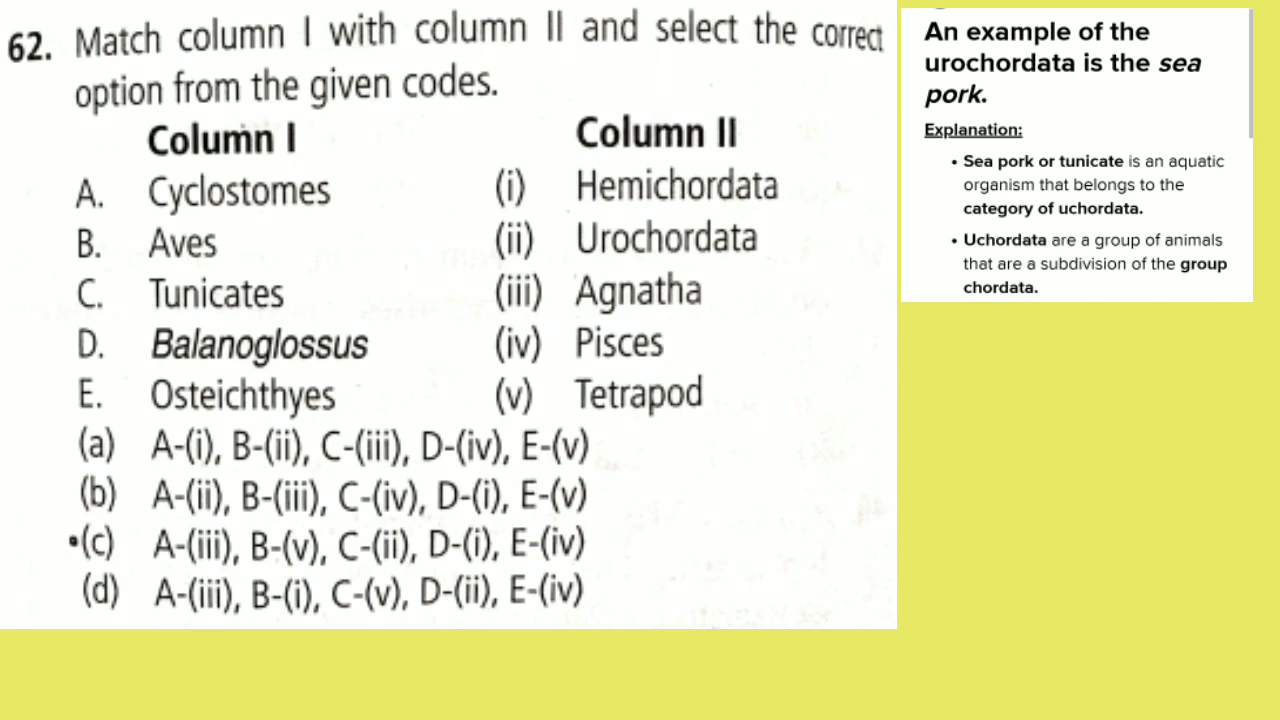 62. Match column I with column II and select the correct
option from the given codes.
Column I Column II
A. Cyclostomes (i) Hemichordata
B. Aves (ii) Urochordata
C. Tunicates (iii) Agnatha
D. Balanoglossus (iv) Pisces
E. Osteichthyes (v) Tetrapod
(a) A-(i), B-(ii), C-(iii), D-(iv), E-(v)
(b) A-(ii), B-(iii), C-(iv), D-(i), E-(v)
•(c) A-(iii), B-(v), C-(ii), D-(i), E-(iv)
(d) A-(iii), B-(i), C-(v), D-(ii), E-(iv)
An example of the
urochordata is the sea
pork.
Explanation:
• Sea pork or tunicate is an aquatic
organism that belongs to the
category of uchordata.
• Uchordata are a group of animals
that are a subdivision of the group
chordata.